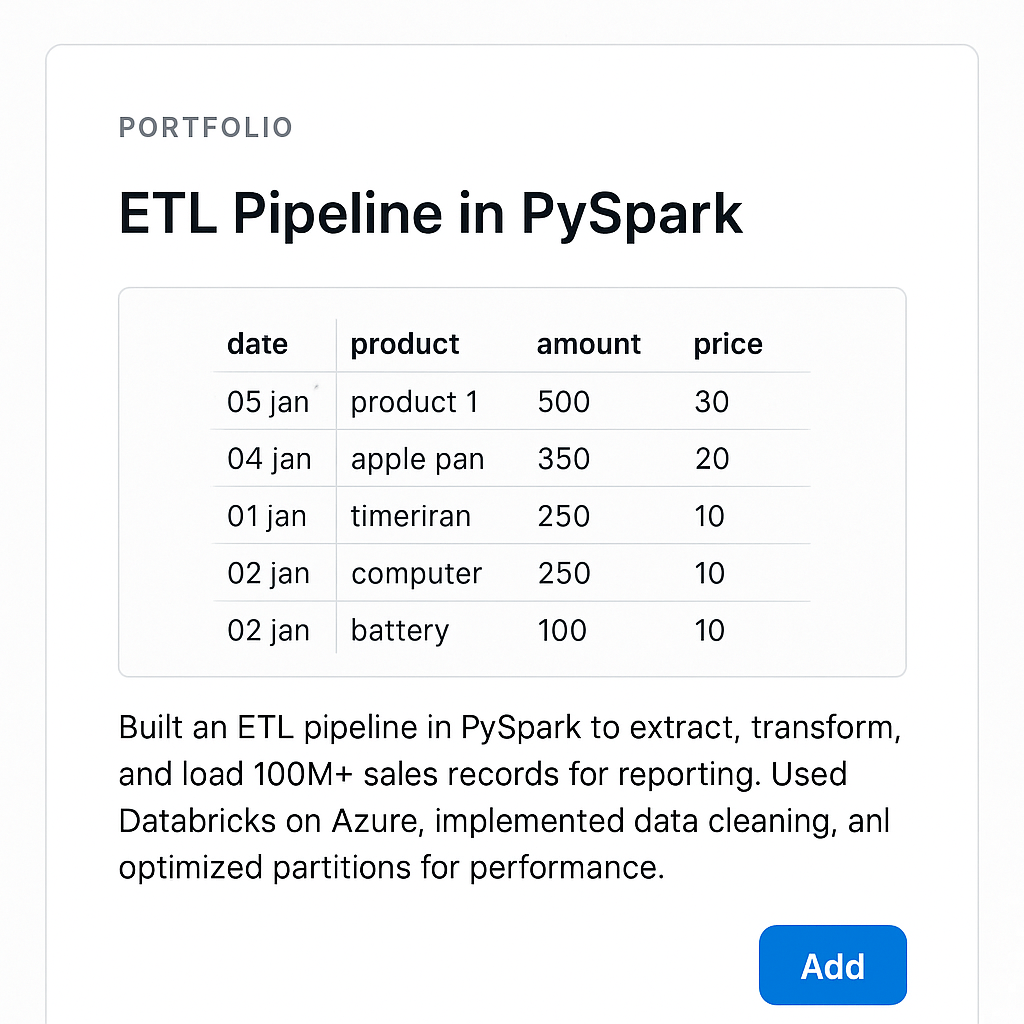 PORTFOLIO
ETL Pipeline in PySpark
date product amount price
05 jan product 1 500 30
04 jan apple pan 350 20
01 jan timeriran 250 10
02 jan computer 250 10
02 jan battery 100 10
Built an ETL pipeline in PySpark to extract, transform,
and load 100M+ sales records for reporting. Used
Databricks on Azure, implemented data cleaning, anl
optimized partitions for performance.
Add